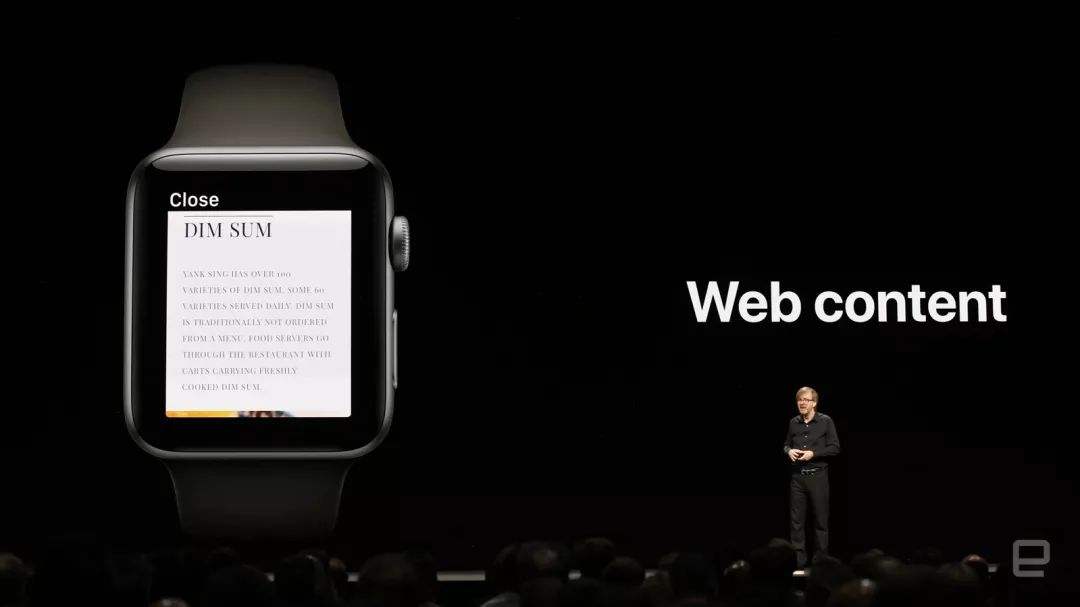 Close
DIM SUM
YANK SING HAS OVER 100
VARIETIES OF DIM SUM, SOME 60
VARIETIES SERVED DAILY. DIM SUM
IS TRADITIONALLY NOT ORDERED
FROM A MENU. FOOD SERVERS GO
THROUGH THE RESTAURANT WITH
CARTS CARRYING FRESHLY
COOKED DIM SUM.
Web content
e